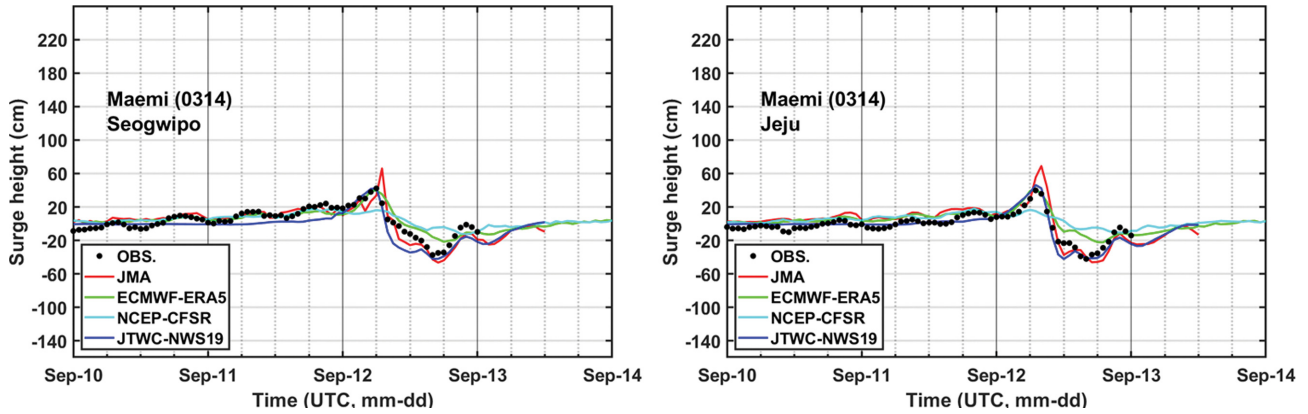 220
180
140
100
60
20
-20
-60
-100
-140
Surge height (cm)
Maemi (0314)
Seogwipo
OBS.
JMA
ECMWF-ERA5
NCEP-CFSR
JTWC-NWS19
Sep-10 Sep-11 Sep-12 Sep-13 Sep-14
Time (UTC, mm-dd)
220
180
140
100
60
20
-20
-60
-100
-140
Surge height (cm)
Maemi (0314)
Jeju
OBS.
JMA
ECMWF-ERA5
NCEP-CFSR
JTWC-NWS19
Sep-10 Sep-11 Sep-12 Sep-13 Sep-14
Time (UTC, mm-dd)